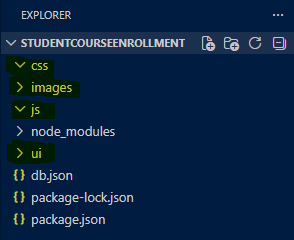 EXPLORER
STUDENTCOURSEENROLLMENT
css
images
js
node_modules
ui
{} db.json
{} package-lock.json
{} package.json